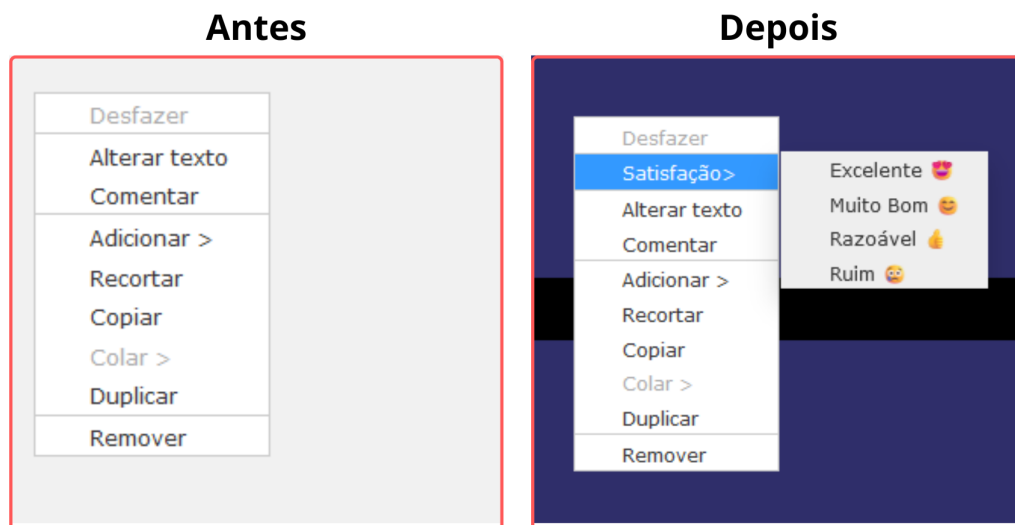 Antes
Desfazer
Alterar texto
Comentar
Adicionar >
Recortar
Copiar
Colar >
Duplicar
Remover
Depois
Desfazer
Satisfação>
Alterar texto
Comentar
Adicionar >
Recortar
Copiar
Colar >
Duplicar
Remover
Excelente 😍
Muito Bom 😊
Razoável 👍
Ruim 😳